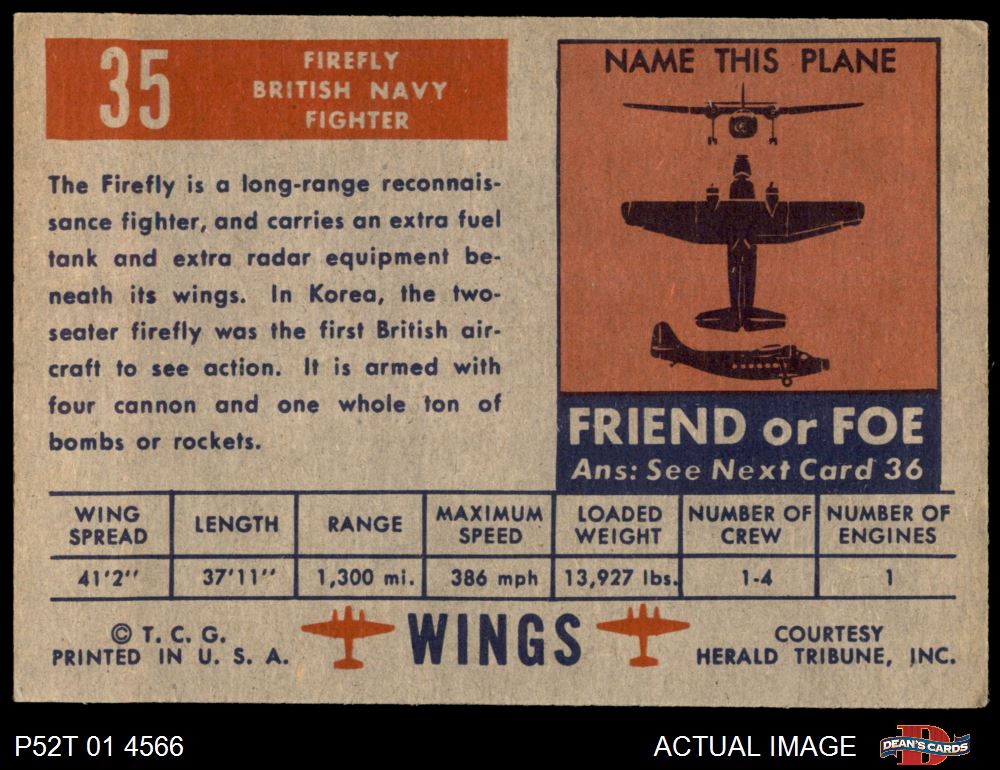 35
FIREFLY
BRITISH NAVY
FIGHTER
The Firefly is a long-range reconnais-
sance fighter, and carries an extra fuel
tank and extra radar equipment be-
neath its wings. In Korea, the two-
seater firefly was the first British air-
craft to see action. It is armed with
four cannon and one whole ton of
bombs or rockets.
NAME THIS PLANE
FRIEND or FOE
Ans: See Next Card 36
WING SPREAD
LENGTH
RANGE
MAXIMUM SPEED
LOADED WEIGHT
NUMBER OF CREW
NUMBER OF ENGINES
41'2''
37'11''
1,300 mi.
386 mph
13,927 lbs.
1-4
1
© T. C. G.
PRINTED IN U. S. A.
WINGS
COURTESY
HERALD TRIBUNE, INC.
P52T 01 4566
ACTUAL IMAGE
D
DEAN'S CARDS